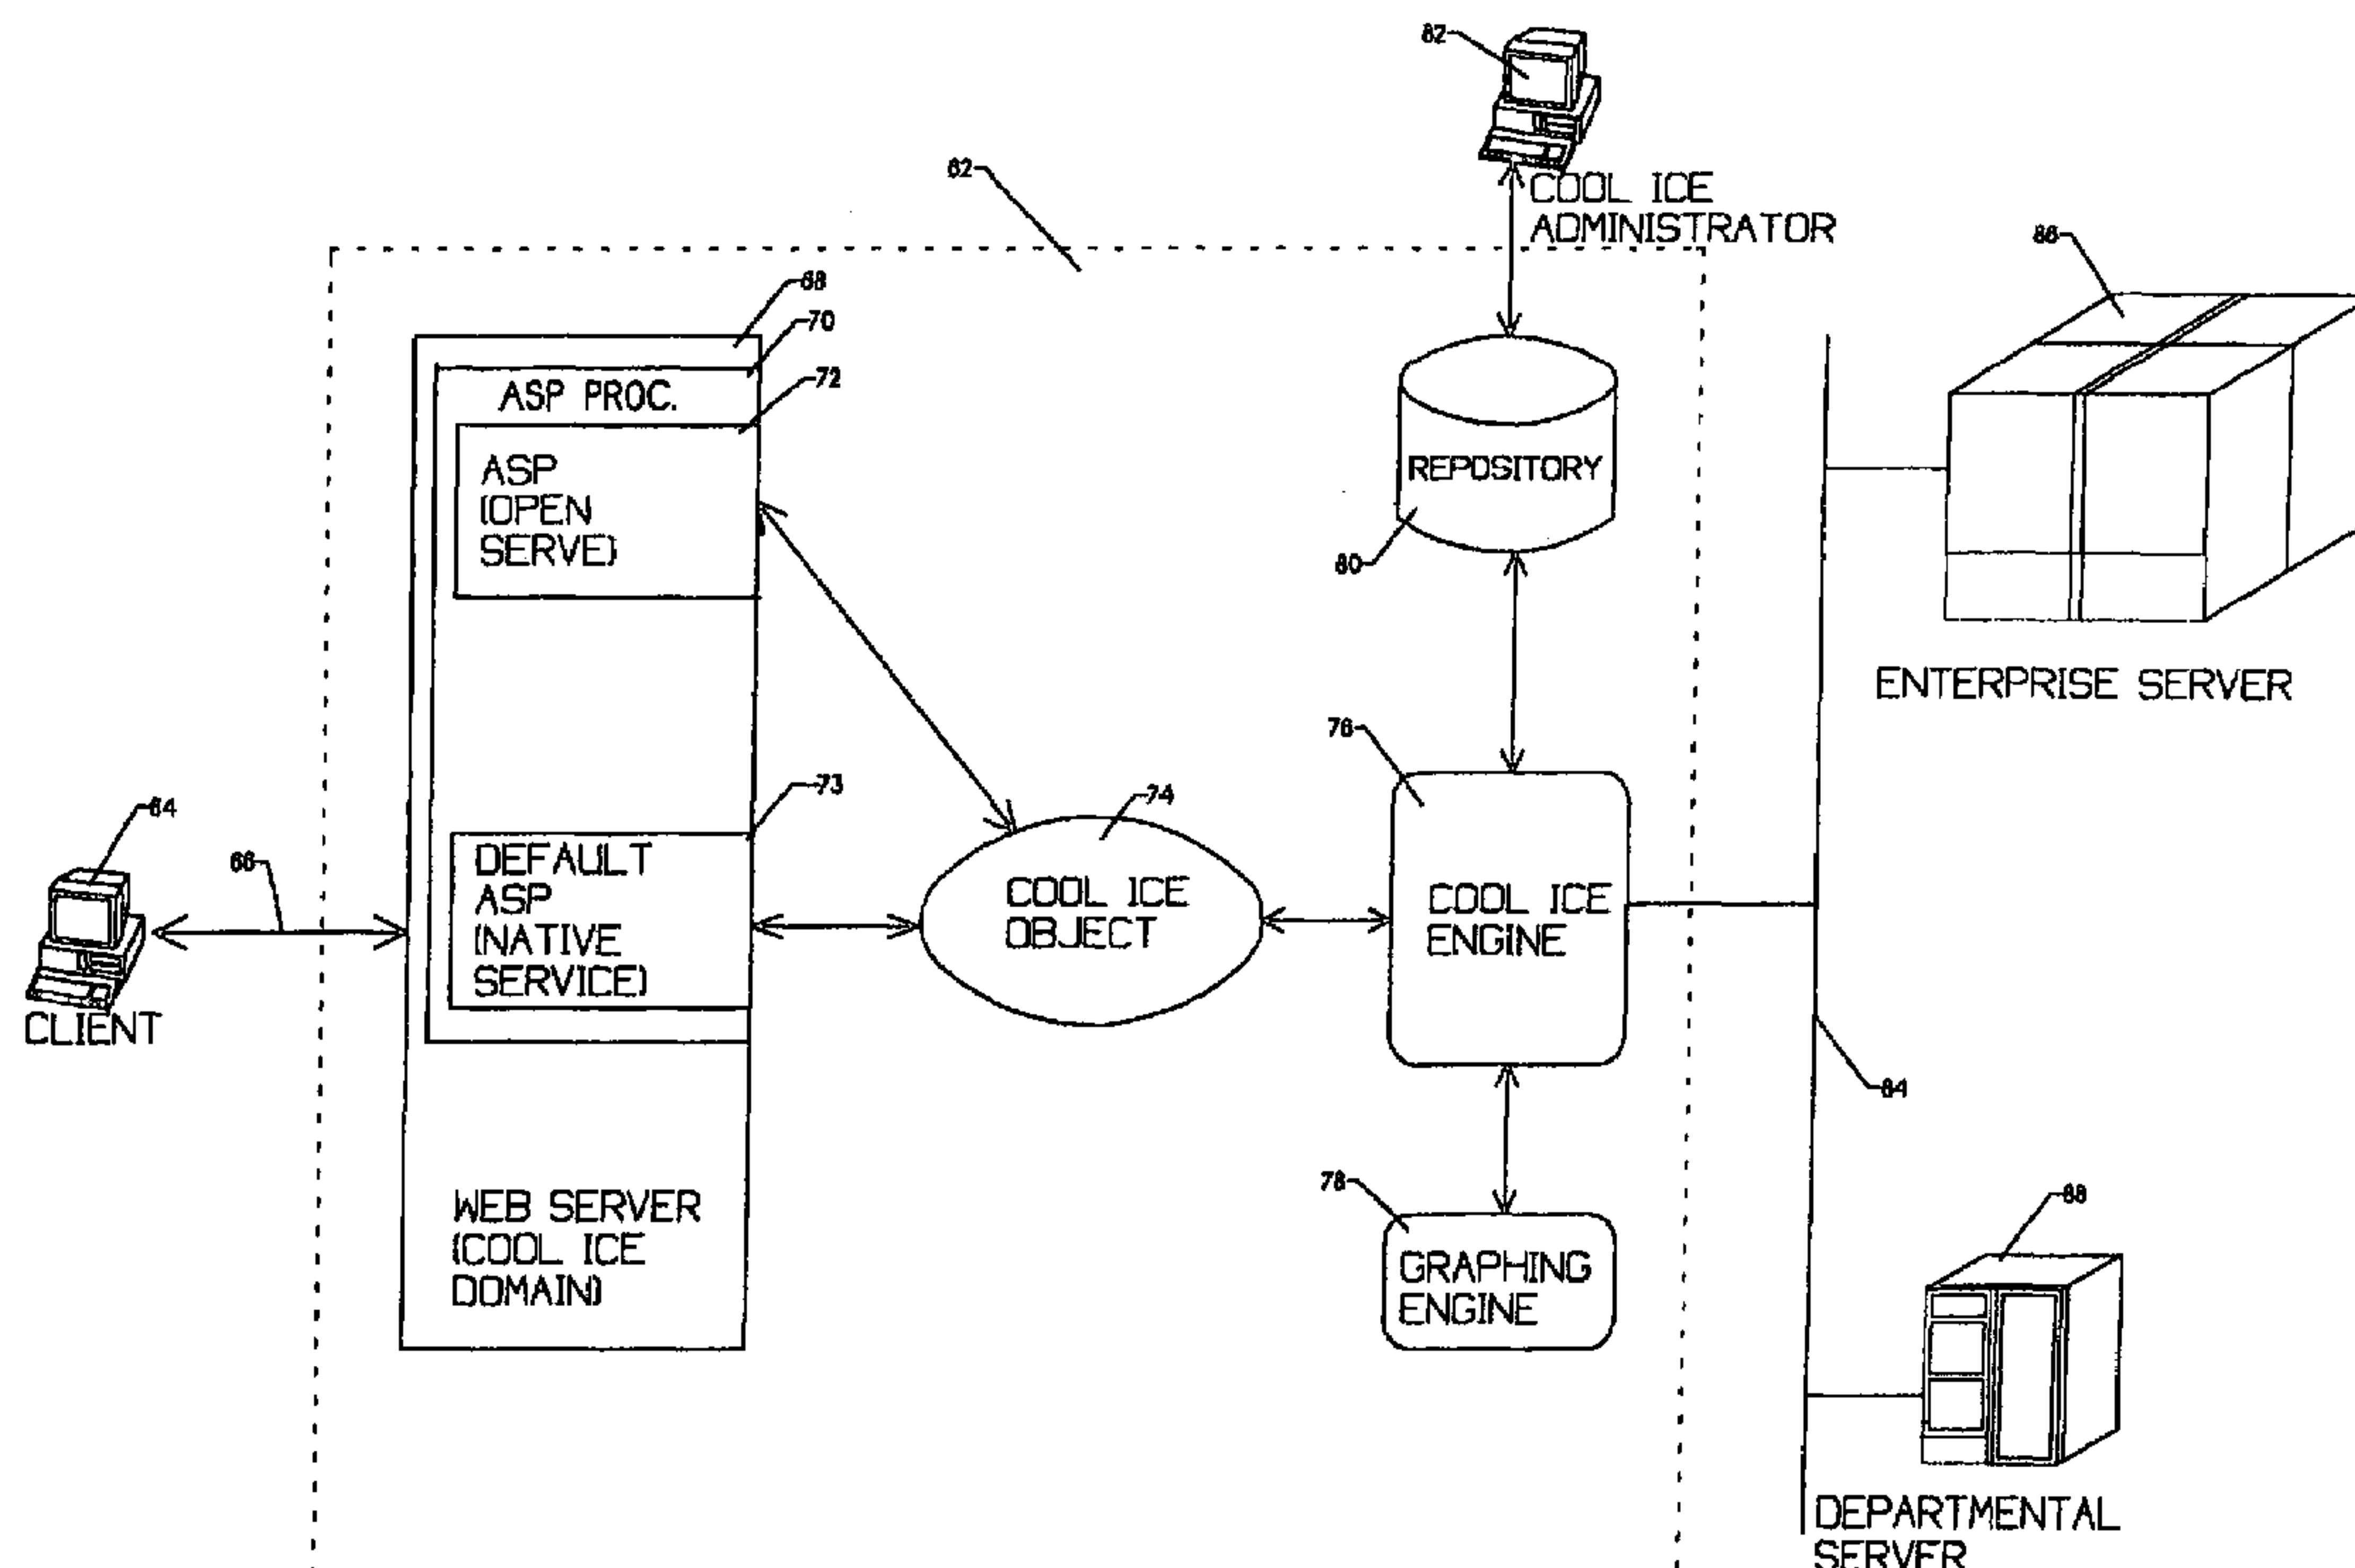 82
COOL ICE
ADMINISTRATOR
62
86
68
70
ASP PROC.
72
ASP
(OPEN
SERVE)
REPOSITORY
80
ENTERPRISE SERVER
76
73
74
64
66
DEFAULT
ASP
(NATIVE
SERVICE)
COOL ICE
OBJECT
COOL ICE
ENGINE
CLIENT
84
78
88
WEB SERVER
(COOL ICE
DOMAIN)
GRAPHING
ENGINE
DEPARTMENTAL
SERVER